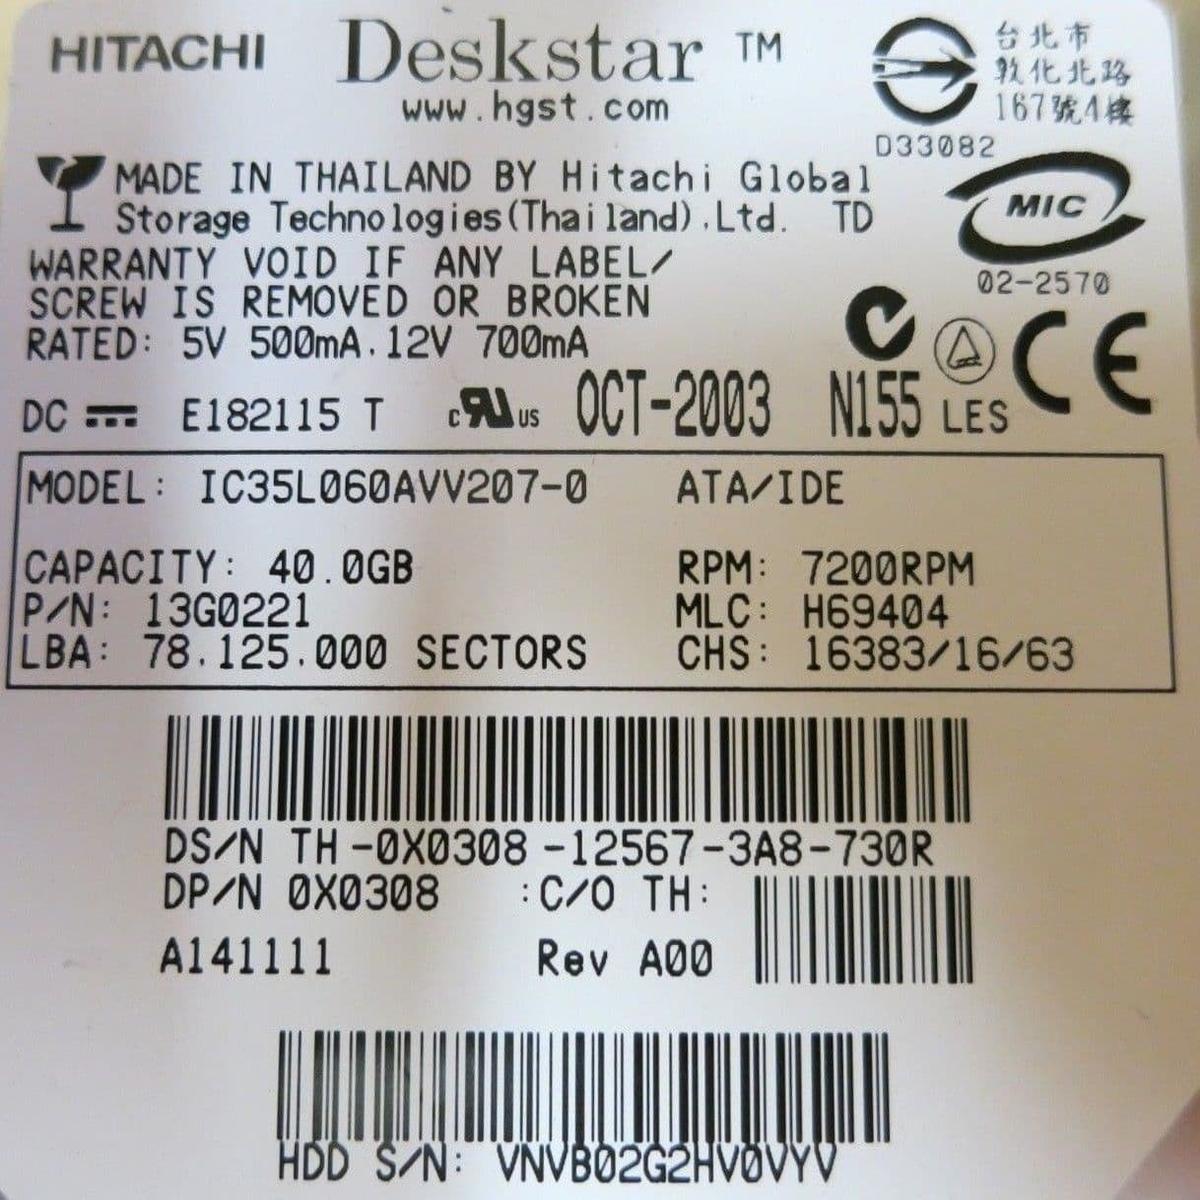 HITACHI Deskstar ™
www.hgst.com
台北市
敦化北路
167號4樓
D33082
MADE IN THAILAND BY Hitachi Global
Storage Technologies(Thailand).Ltd. TD
MIC
02-2570
WARRANTY VOID IF ANY LABEL/
SCREW IS REMOVED OR BROKEN
RATED: 5V 500mA.12V 700mA
CE
DC E182115 T c UR US OCT-2003 N155 LES
MODEL: IC35L060AVV207-0 ATA/IDE
CAPACITY: 40.0GB RPM: 7200RPM
P/N: 13G0221 MLC: H69404
LBA: 78.125.000 SECTORS CHS: 16383/16/63
DS/N TH-0X0308-12567-3A8-730R
DP/N 0X0308 :C/O TH:
A141111 Rev A00
HDD S/N: VNVB02G2HV0VYV